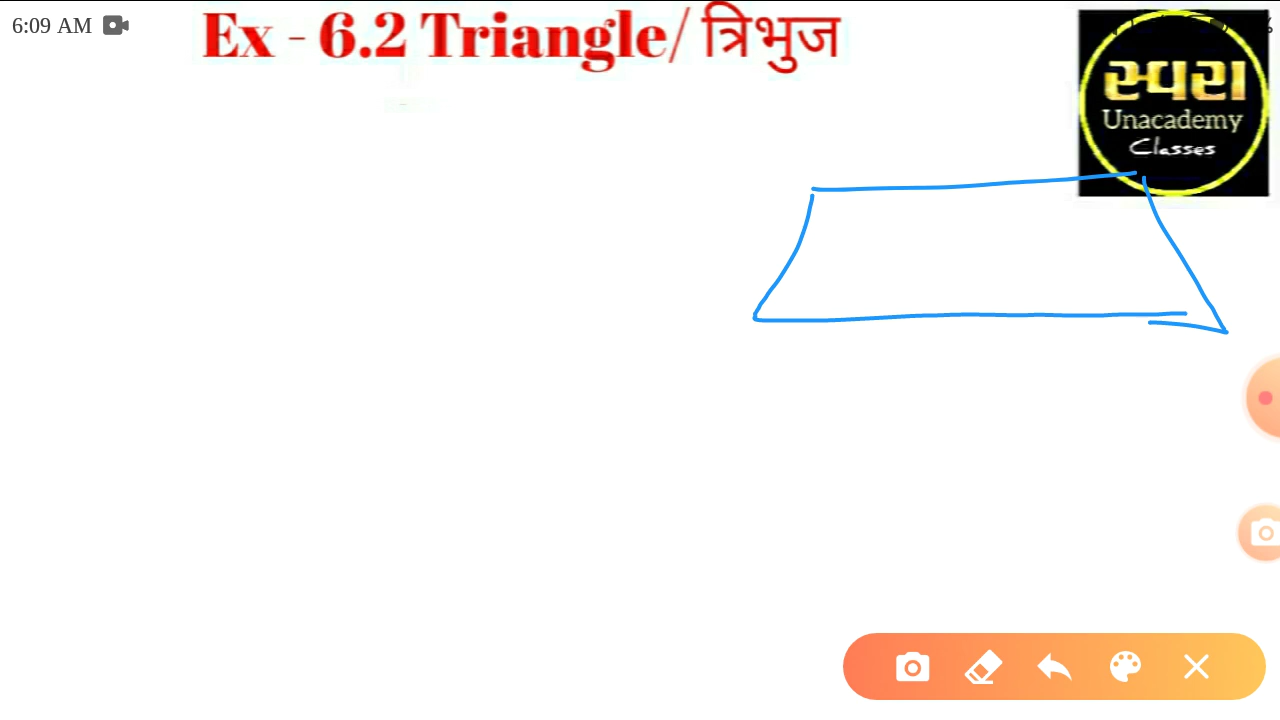 6:09 AM
Ex - 6.2 Triangle/ त्रिभुज
स्परा
Unacademy
Classes